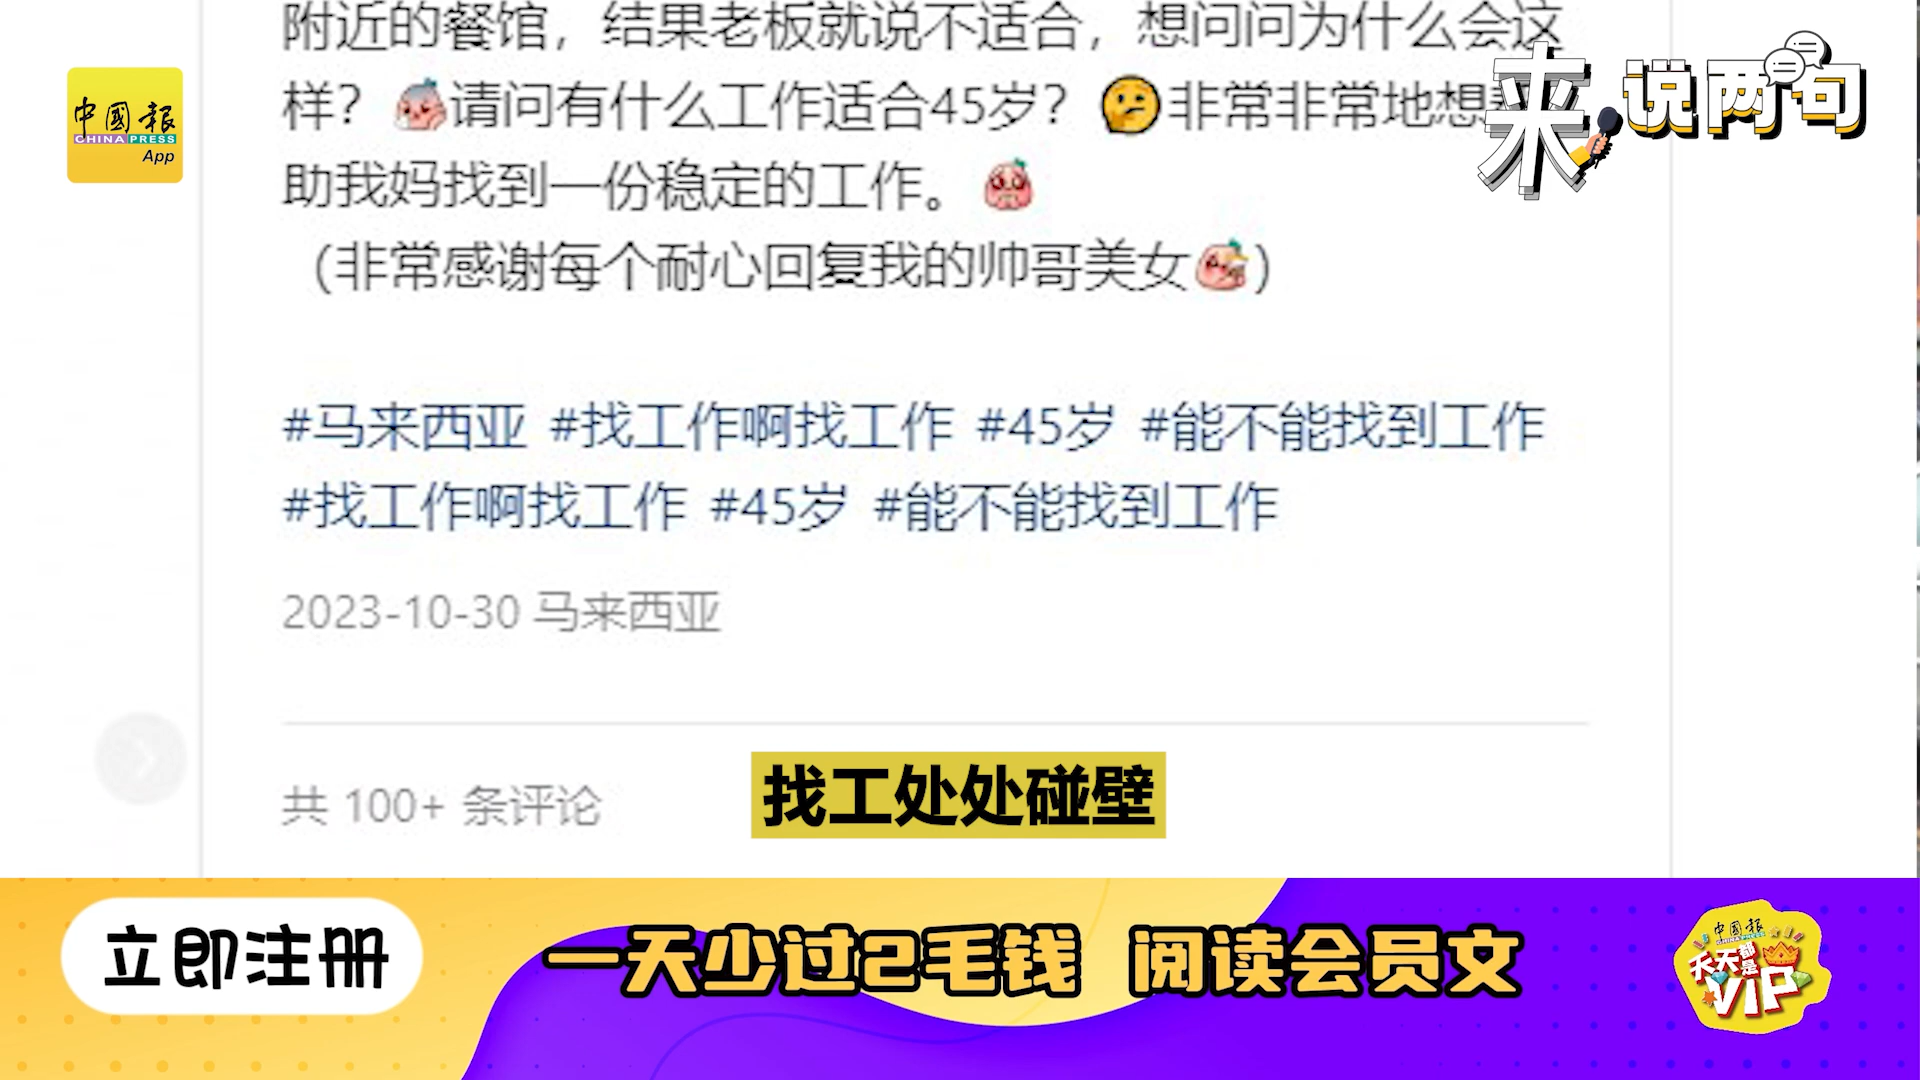 附近的餐馆，结果老板就说不适合，想问问为什么会这
样？请问有什么工作适合45岁？非常非常地想
助我妈找到一份稳定的工作。
（非常感谢每个耐心回复我的帅哥美女）
#马来西亚 #找工作啊找工作 #45岁 #能不能找到工作
#找工作啊找工作 #45岁 #能不能找到工作
2023-10-30 马来西亚
共 100+ 条评论
中國報
CHINA PRESS
App
来说两句
找工处处碰壁
立即注册
一天少过2毛钱 阅读会员文
中國報
CHINA PRESS
天天都是
VIP